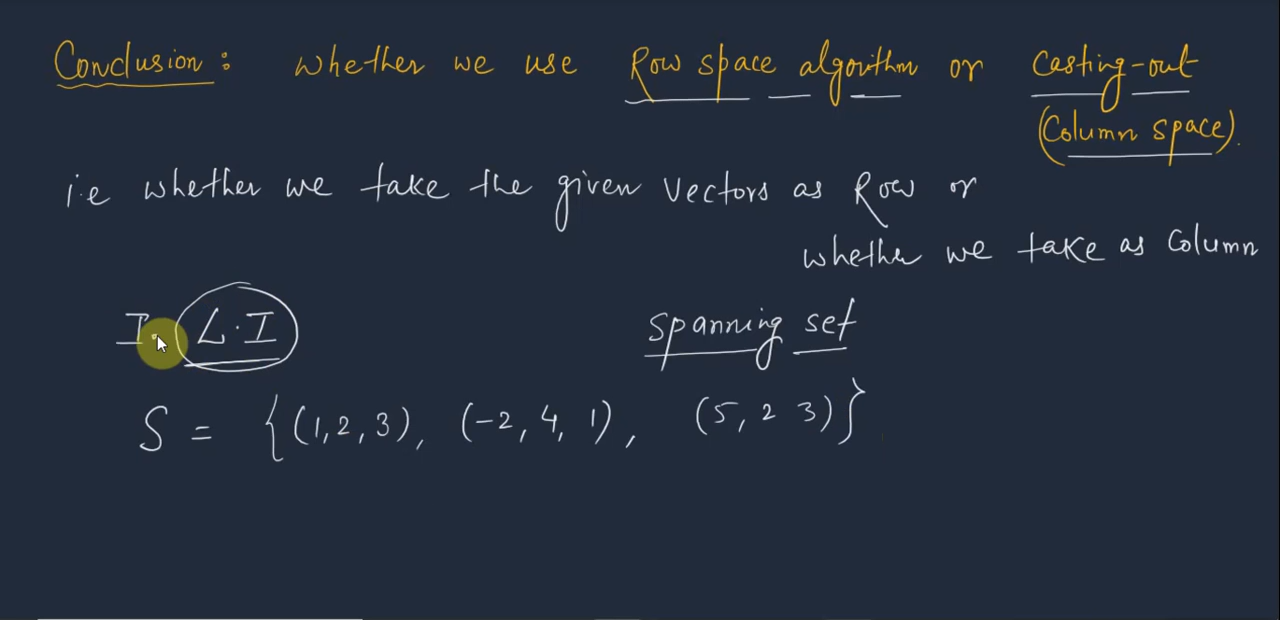 Conclusion: whether we use Row space algorithm or Casting-out
(Column space).
i.e whether we take the given vectors as Row or
whether we take as Column
I. L.I Spanning set
S = {(1,2,3), (-2,4,1), (5,2 3)}